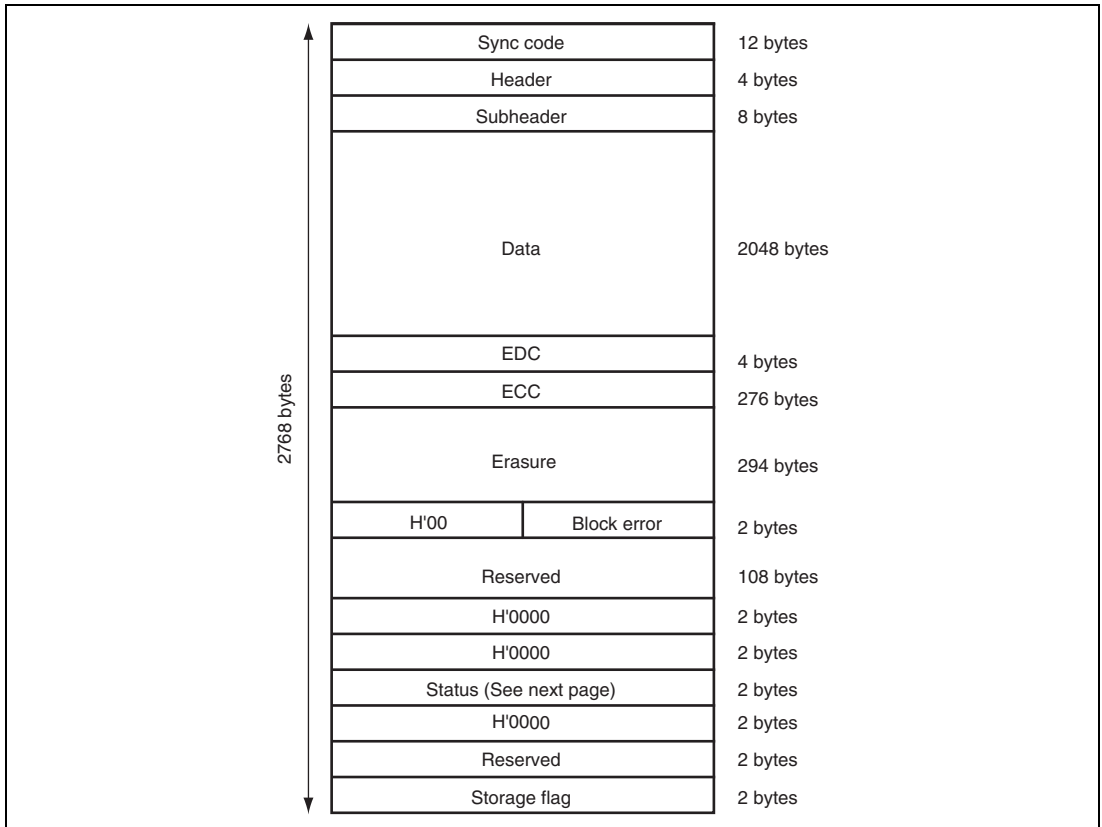 Sync code 12 bytes
Header 4 bytes
Subheader 8 bytes
Data 2048 bytes
EDC 4 bytes
ECC 276 bytes
2768 bytes
Erasure 294 bytes
H'00 Block error 2 bytes
Reserved 108 bytes
H'0000 2 bytes
H'0000 2 bytes
Status (See next page) 2 bytes
H'0000 2 bytes
Reserved 2 bytes
Storage flag 2 bytes